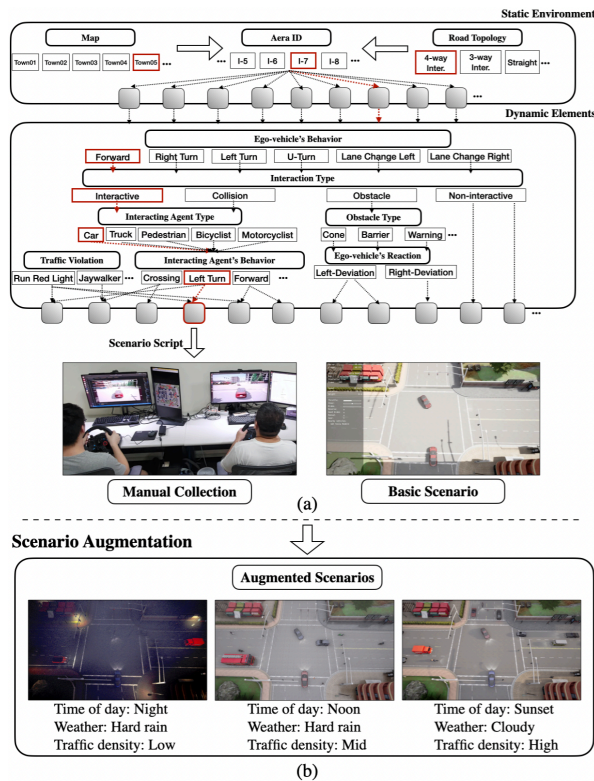 Static Environment
Map
Aera ID
Road Topology
Town01 Town02 Town03 Town04 Town05 ...
... I-5 I-6 I-7 I-8 ...
4-way Inter. 3-way Inter. Straight ...
...
Dynamic Elements
Ego-vehicle's Behavior
Forward Right Turn Left Turn U-Turn Lane Change Left Lane Change Right
Interaction Type
Interactive Collision Obstacle Non-interactive
Interacting Agent Type
Obstacle Type
Car Truck Pedestrian Bicyclist Motorcyclist
Cone Barrier Warning ...
Traffic Violation
Interacting Agent's Behavior
Ego-vehicle's Reaction
Run Red Light Jaywalker ... Crossing Left Turn Forward ...
Left-Deviation Right-Deviation
...
Scenario Script
Manual Collection
Basic Scenario
(a)
Scenario Augmentation
Augmented Scenarios
Time of day: Night
Weather: Hard rain
Traffic density: Low
Time of day: Noon
Weather: Hard rain
Traffic density: Mid
Time of day: Sunset
Weather: Cloudy
Traffic density: High
(b)